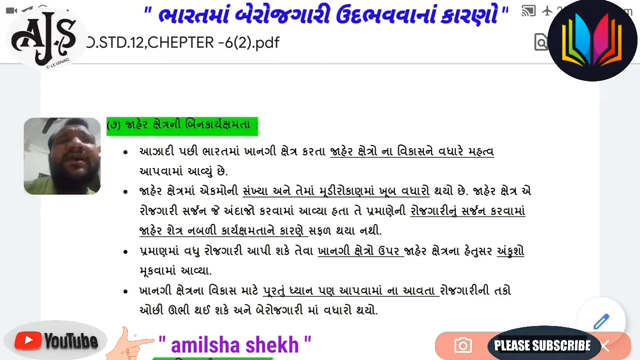 " ભારતમાં બેરોજગારી ઉદભવવાનાં કારણો "
AJS
E-LEARNING
O.STD.12,CHEPTER -6(2).pdf
(૭) જાહેર ક્ષેત્રની બિનકાર્યક્ષમતા :
• આઝાદી પછી ભારતમાં ખાનગી ક્ષેત્ર કરતા જાહેર ક્ષેત્રો ના વિકાસને વધારે મહત્વ
આપવામાં આવ્યું છે.
• જાહેર ક્ષેત્રમાં એકમોની સંખ્યા અને તેમાં મૂડીરોકાણમાં ખૂબ વધારો થયો છે. જાહેર ક્ષેત્ર એ
રોજગારી સર્જન જે અંદાજો કરવામાં આવ્યા હતા તે પ્રમાણેની રોજગારીનું સર્જન કરવામાં
જાહેર શેત્ર નબળી કાર્યક્ષમતાને કારણે સફળ થયા નથી.
• પ્રમાણમાં વધુ રોજગારી આપી શકે તેવા ખાનગી ક્ષેત્રો ઉપર જાહેર ક્ષેત્રના હેતુસર અંકુશો
મૂકવામાં આવ્યા.
• ખાનગી ક્ષેત્રના વિકાસ માટે પૂરતું ધ્યાન પણ આપવામાં ના આવતા રોજગારીની તકો
ઓછી ઊભી થઈ શકે અને બેરોજગારી માં વધારો થયો.
YouTube
" amilsha shekh "
PLEASE SUBSCRIBE